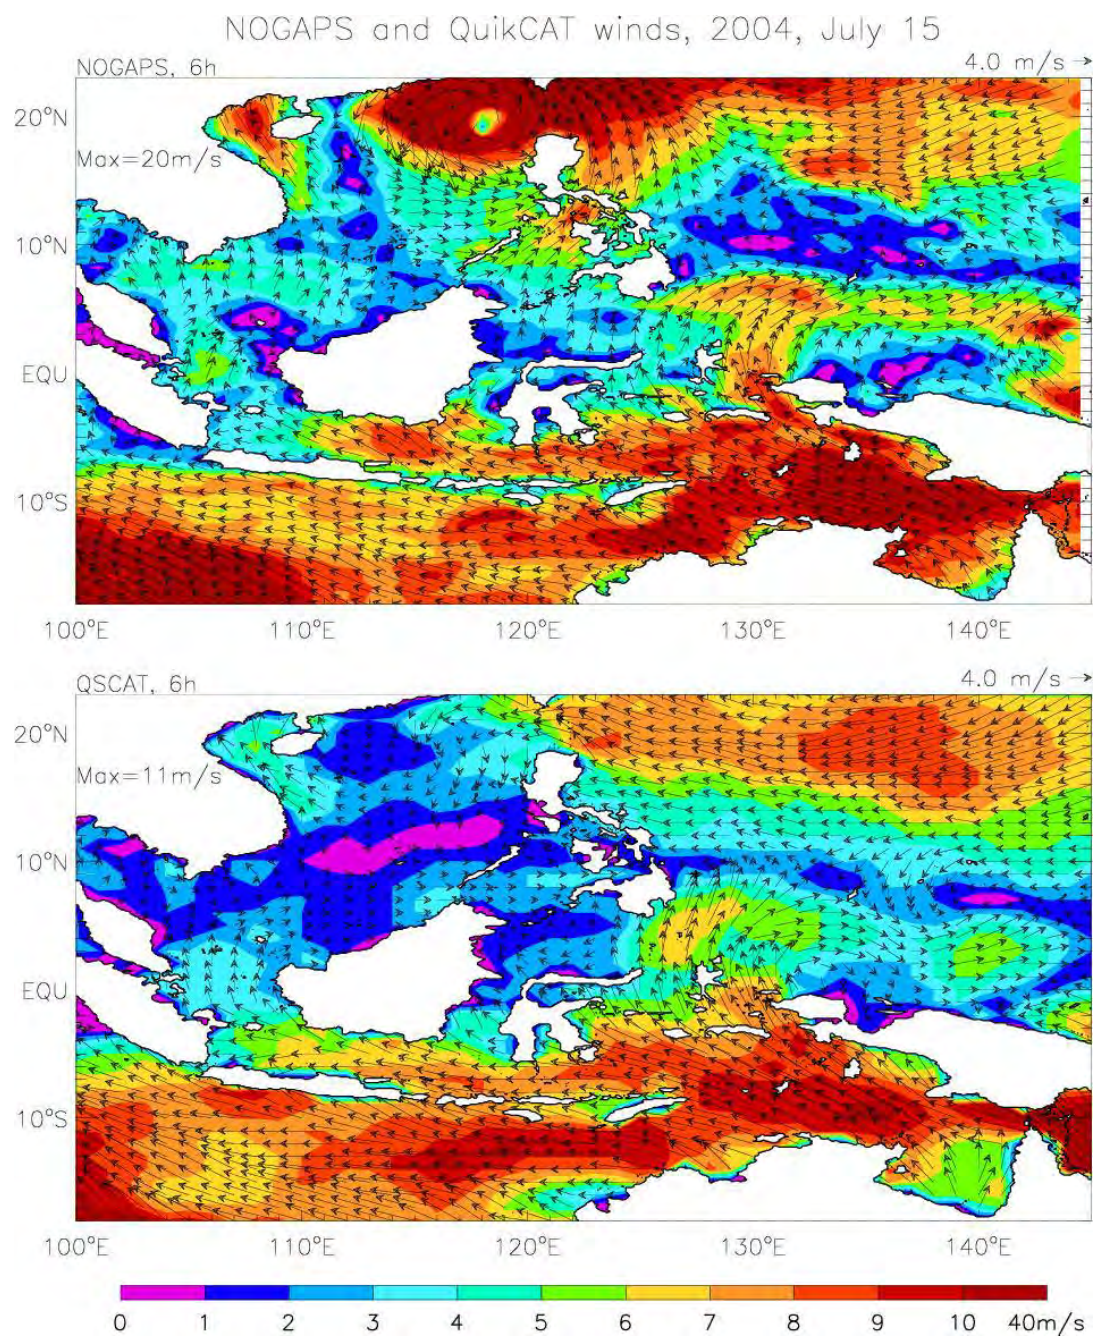 NOGAPS and QuikCAT winds, 2004, July 15
NOGAPS, 6h
4.0 m/s
20°N
Max=20m/s
10°N
EQU
10°S
100°E 110°E 120°E 130°E 140°E
QSCAT, 6h
4.0 m/s
20°N
Max=11m/s
10°N
EQU
10°S
100°E 110°E 120°E 130°E 140°E
0 1 2 3 4 5 6 7 8 9 10 40m/s